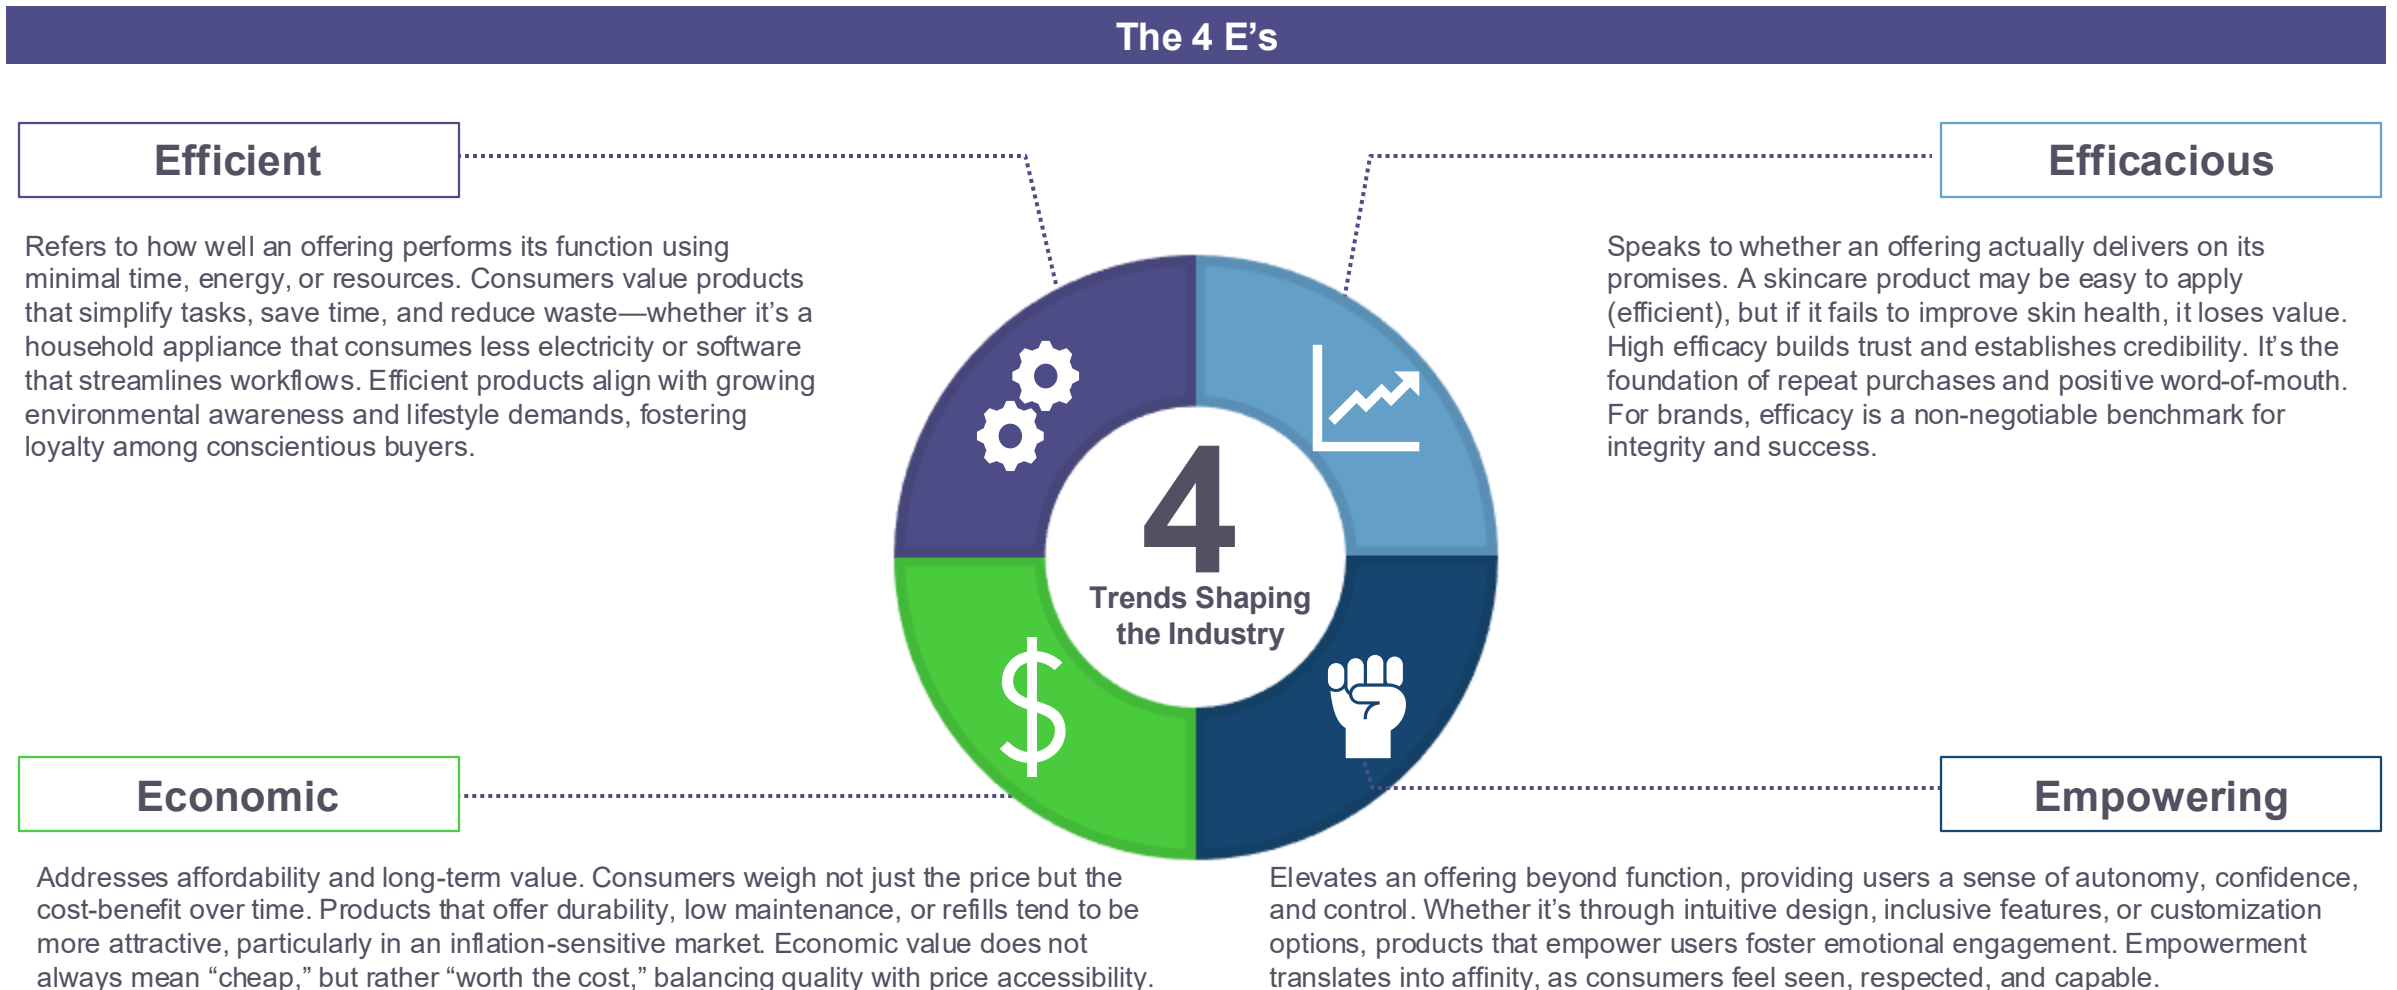 The 4 E’s
Efficient
Refers to how well an offering performs its function using
minimal time, energy, or resources. Consumers value products
that simplify tasks, save time, and reduce waste—whether it’s a
household appliance that consumes less electricity or software
that streamlines workflows. Efficient products align with growing
environmental awareness and lifestyle demands, fostering
loyalty among conscientious buyers.
Efficacious
Speaks to whether an offering actually delivers on its
promises. A skincare product may be easy to apply
(efficient), but if it fails to improve skin health, it loses value.
High efficacy builds trust and establishes credibility. It’s the
foundation of repeat purchases and positive word-of-mouth.
For brands, efficacy is a non-negotiable benchmark for
integrity and success.
4
Trends Shaping
the Industry
$
Economic
Addresses affordability and long-term value. Consumers weigh not just the price but the
cost-benefit over time. Products that offer durability, low maintenance, or refills tend to be
more attractive, particularly in an inflation-sensitive market. Economic value does not
always mean “cheap,” but rather “worth the cost,” balancing quality with price accessibility.
Empowering
Elevates an offering beyond function, providing users a sense of autonomy, confidence,
and control. Whether it’s through intuitive design, inclusive features, or customization
options, products that empower users foster emotional engagement. Empowerment
translates into affinity, as consumers feel seen, respected, and capable.